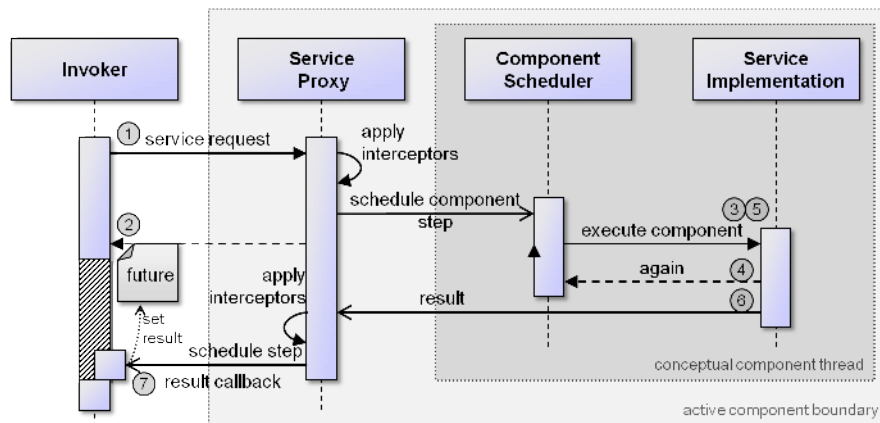 Invoker
Service
Proxy
Component
Scheduler
Service
Implementation
1
service request
apply
interceptors
schedule component
step
3 5
execute component
2
future
again
4
apply
interceptors
result
6
set
result
schedule step
7
result callback
conceptual component thread
active component boundary